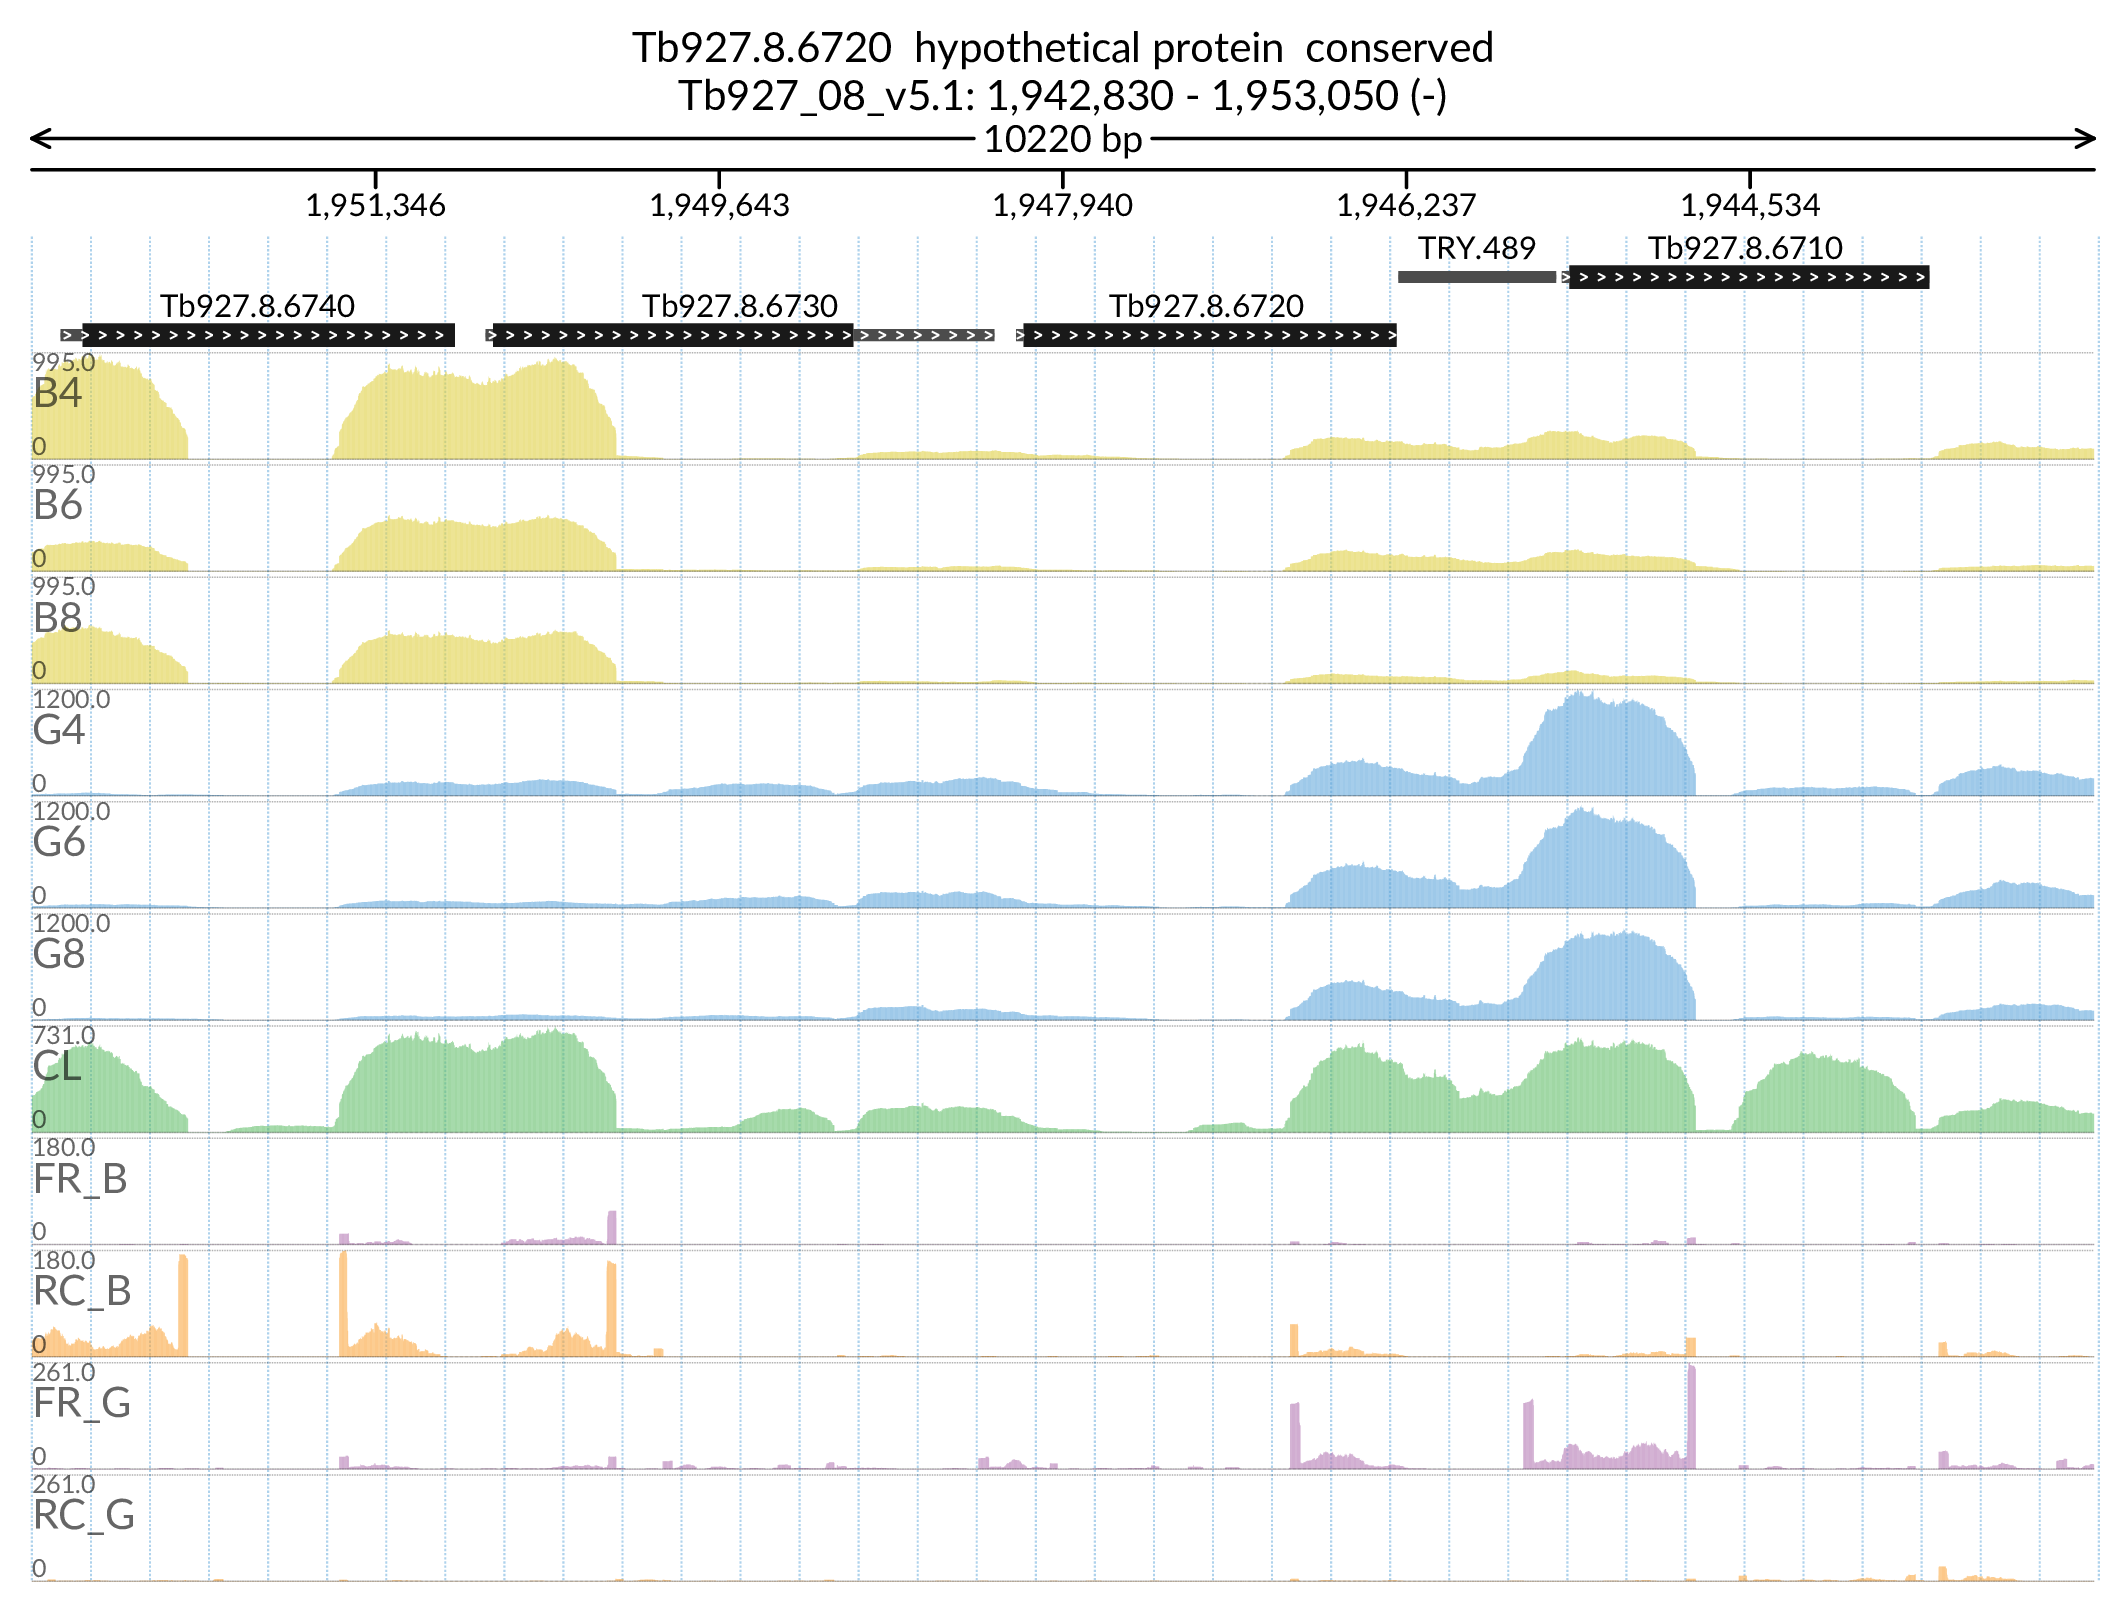 Tb927.8.6720  hypothetical protein  conserved
Tb927_08_v5.1: 1,942,830 - 1,953,050 (-)
10220 bp
1,951,346 1,949,643 1,947,940 1,946,237 1,944,534
TRY.489 Tb927.8.6710
Tb927.8.6740 Tb927.8.6730 Tb927.8.6720
995.0
B4
0
995.0
B6
0
995.0
B8
0
1200.0
G4
0
1200.0
G6
0
1200.0
G8
0
731.0
CL
0
180.0
FR_B
0
180.0
RC_B
0
261.0
FR_G
0
261.0
RC_G
0